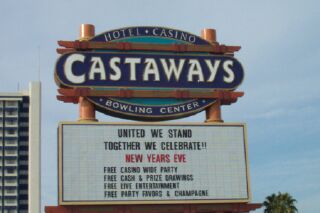 HOTEL • CASINO
CASTAWAYS
BOWLING CENTER
UNITED WE STAND
TOGETHER WE CELEBRATE!!
NEW YEARS EVE
FREE CASINO WIDE PARTY
FREE CASH & PRIZE DRAWINGS
FREE LIVE ENTERTAINMENT
FREE PARTY FAVORS & CHAMPAGNE